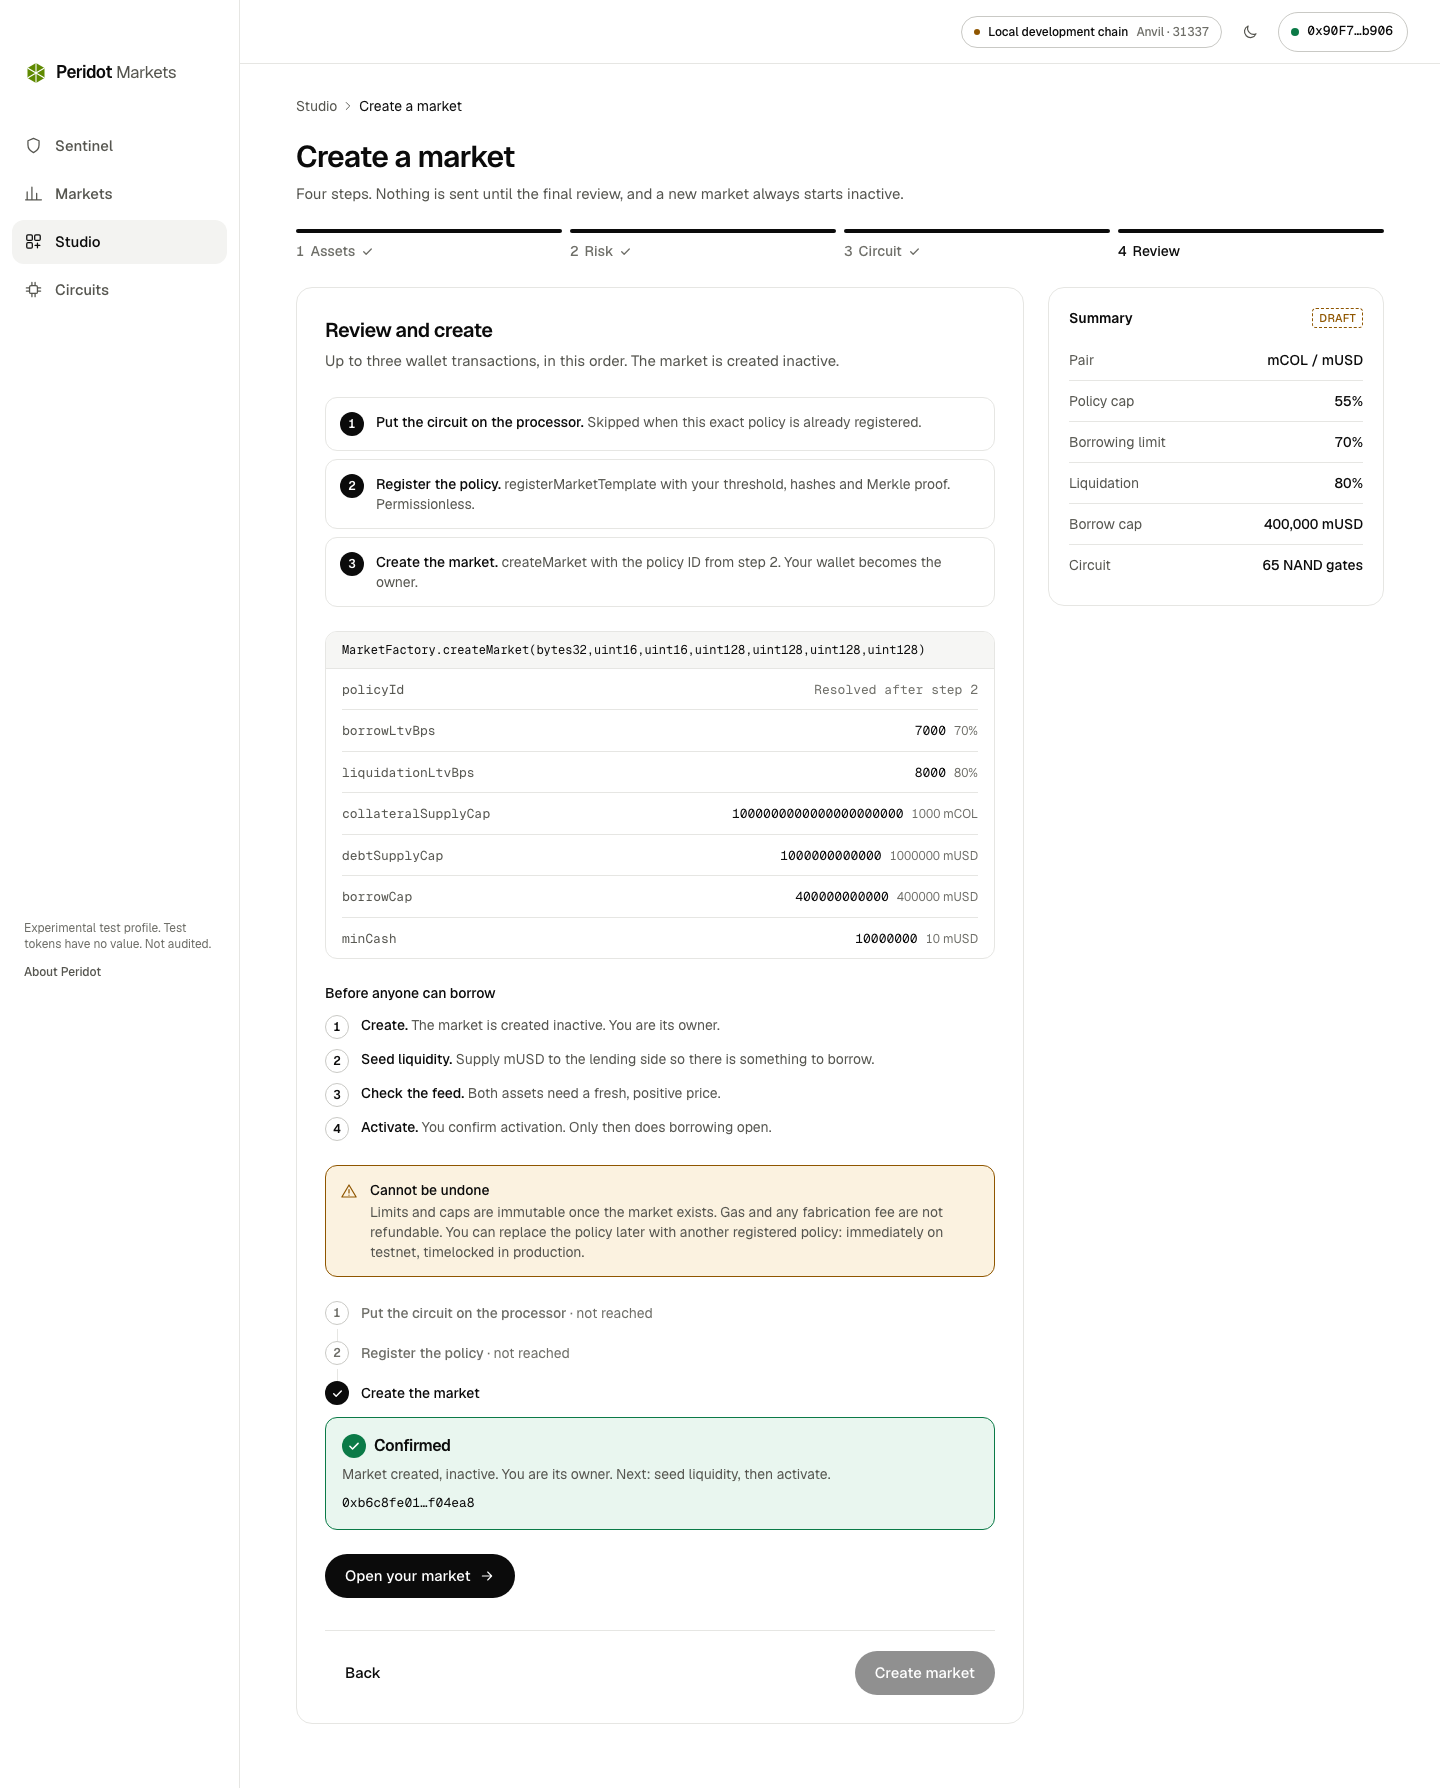 Local development chain Anvil · 31337
0x90F7…b906
Peridot Markets
Sentinel
Markets
Studio
Circuits
Experimental test profile. Test
tokens have no value. Not audited.
About Peridot
Studio > Create a market
Create a market
Four steps. Nothing is sent until the final review, and a new market always starts inactive.
1 Assets ✓
2 Risk ✓
3 Circuit ✓
4 Review
Review and create
Up to three wallet transactions, in this order. The market is created inactive.
1 Put the circuit on the processor. Skipped when this exact policy is already registered.
2 Register the policy. registerMarketTemplate with your threshold, hashes and Merkle proof.
Permissionless.
3 Create the market. createMarket with the policy ID from step 2. Your wallet becomes the
owner.
MarketFactory.createMarket(bytes32,uint16,uint16,uint128,uint128,uint128,uint128)
policyId Resolved after step 2
borrowLtvBps 7000 70%
liquidationLtvBps 8000 80%
collateralSupplyCap 1000000000000000000000 1000 mCOL
debtSupplyCap 1000000000000 1000000 mUSD
borrowCap 400000000000 400000 mUSD
minCash 10000000 10 mUSD
Before anyone can borrow
1 Create. The market is created inactive. You are its owner.
2 Seed liquidity. Supply mUSD to the lending side so there is something to borrow.
3 Check the feed. Both assets need a fresh, positive price.
4 Activate. You confirm activation. Only then does borrowing open.
Cannot be undone
Limits and caps are immutable once the market exists. Gas and any fabrication fee are not
refundable. You can replace the policy later with another registered policy: immediately on
testnet, timelocked in production.
1 Put the circuit on the processor · not reached
2 Register the policy · not reached
Create the market
Confirmed
Market created, inactive. You are its owner. Next: seed liquidity, then activate.
0xb6c8fe01…f04ea8
Open your market →
Back
Create market
Summary DRAFT
Pair mCOL / mUSD
Policy cap 55%
Borrowing limit 70%
Liquidation 80%
Borrow cap 400,000 mUSD
Circuit 65 NAND gates